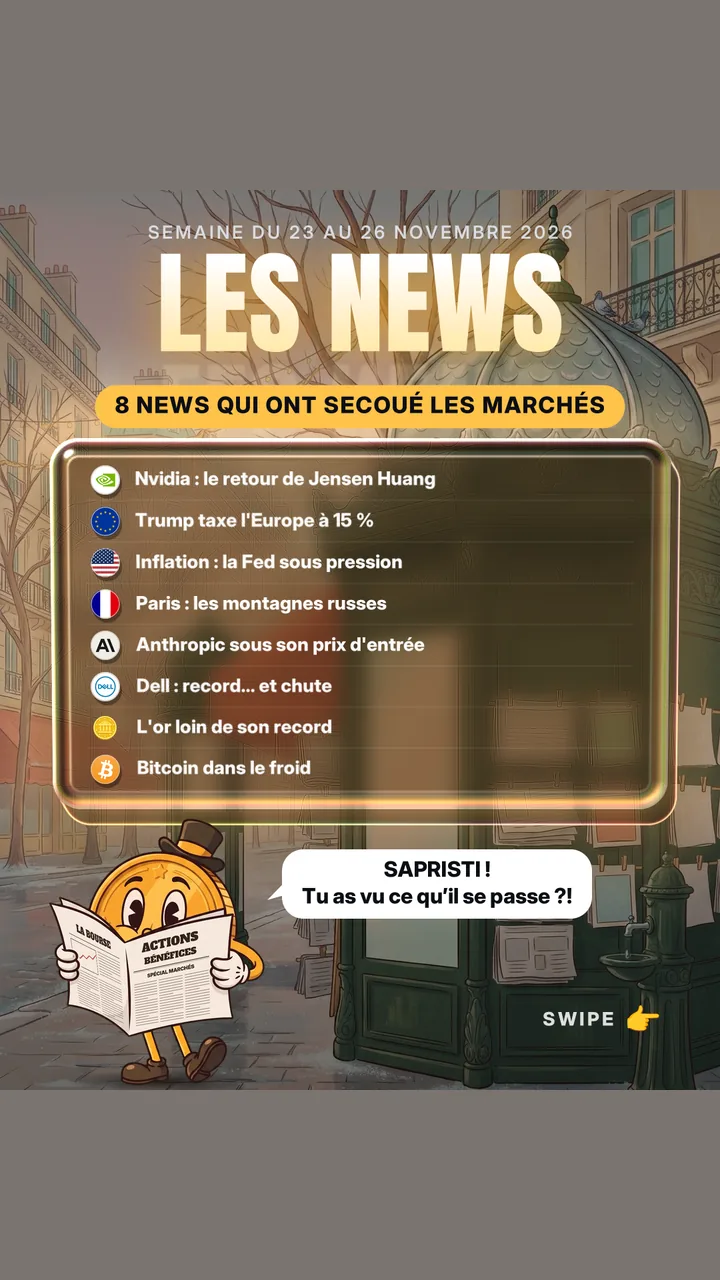 SEMAINE DU 23 AU 26 NOVEMBRE 2026
LES NEWS
8 NEWS QUI ONT SECOUÉ LES MARCHÉS
Nvidia : le retour de Jensen Huang
Trump taxe l'Europe à 15 %
Inflation : la Fed sous pression
Paris : les montagnes russes
Anthropic sous son prix d'entrée
DELL
Dell : record... et chute
L'or loin de son record
Bitcoin dans le froid
SAPRISTI !
Tu as vu ce qu’il se passe ?!
LA BOURSE
ACTIONS
BÉNÉFICES
SPÉCIAL MARCHÉS
SWIPE